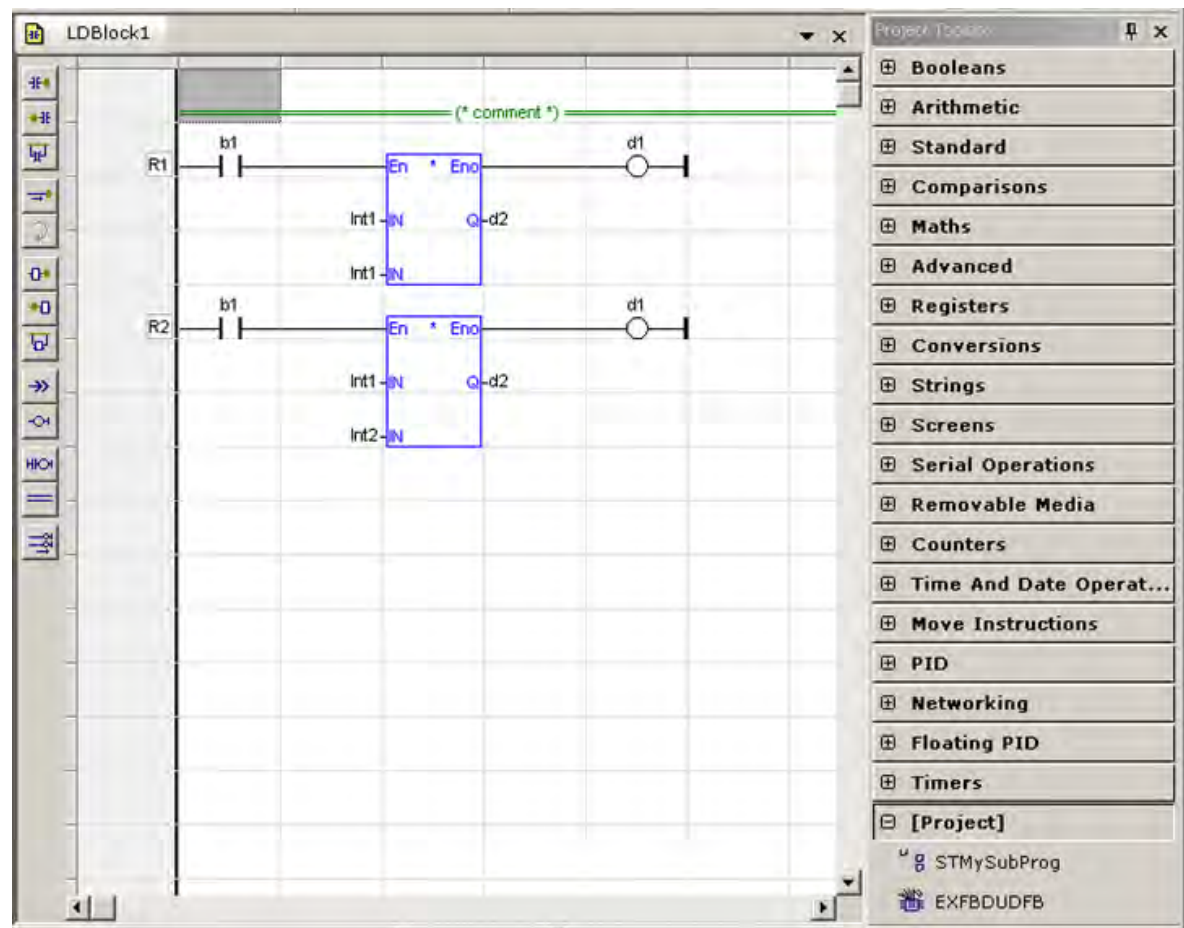 LDBlock1
(* comment *)
b1
d1
R1
En * Eno
Int1 IN Q d2
Int1 IN
b1
d1
R2
En * Eno
Int1 IN Q d2
Int2 IN
Project Toolbox
Booleans
Arithmetic
Standard
Comparisons
Maths
Advanced
Registers
Conversions
Strings
Screens
Serial Operations
Removable Media
Counters
Time And Date Operat...
Move Instructions
PID
Networking
Floating PID
Timers
[Project]
STMySubProg
EXFBDUDFB